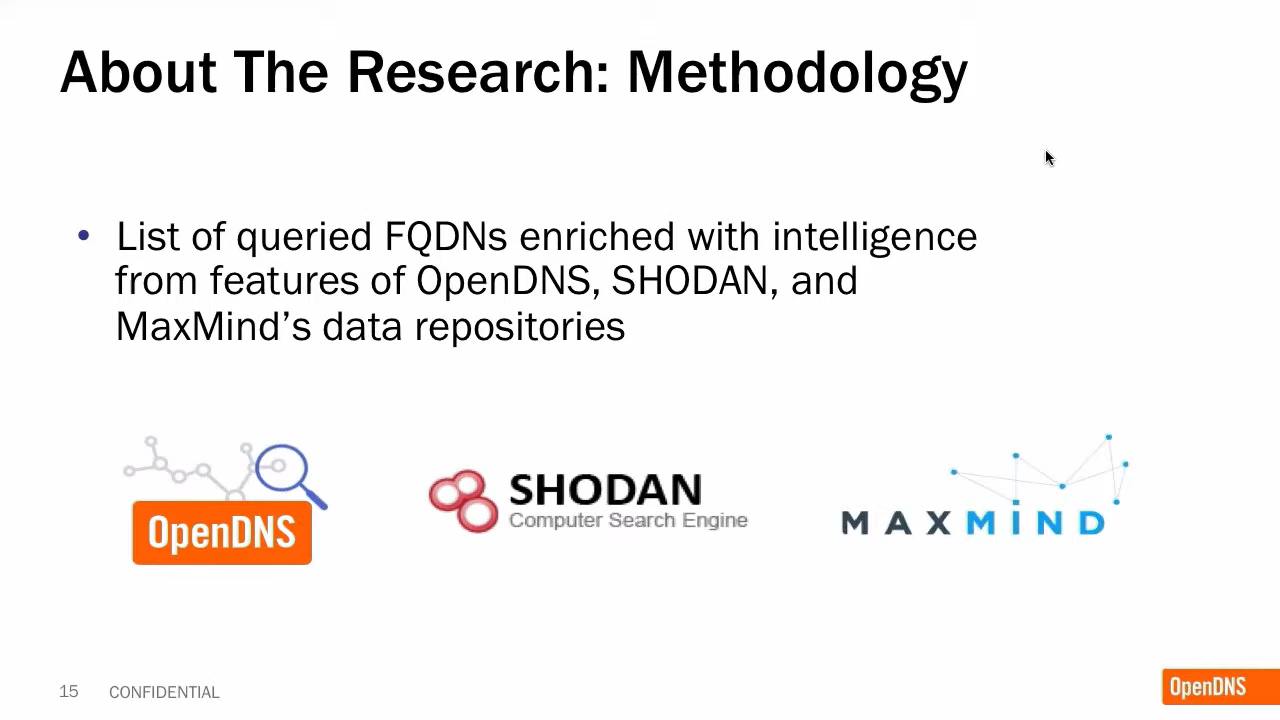 About The Research: Methodology
• List of queried FQDNs enriched with intelligence
from features of OpenDNS, SHODAN, and
MaxMind’s data repositories
OpenDNS
SHODAN
Computer Search Engine
MAXMIND
15 CONFIDENTIAL
OpenDNS